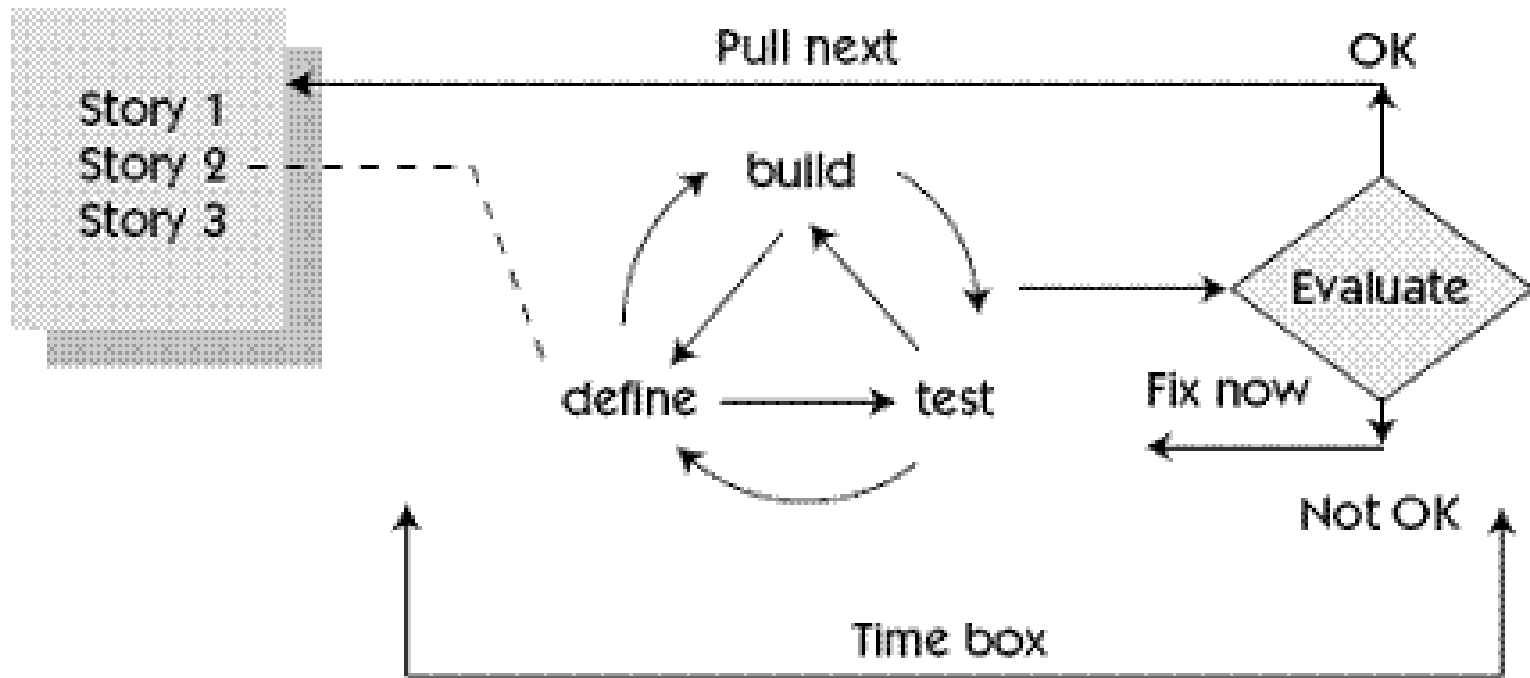 Pull next
OK
Story 1
Story 2
Story 3
build
Evaluate
define
test
Fix now
Not OK
Time box